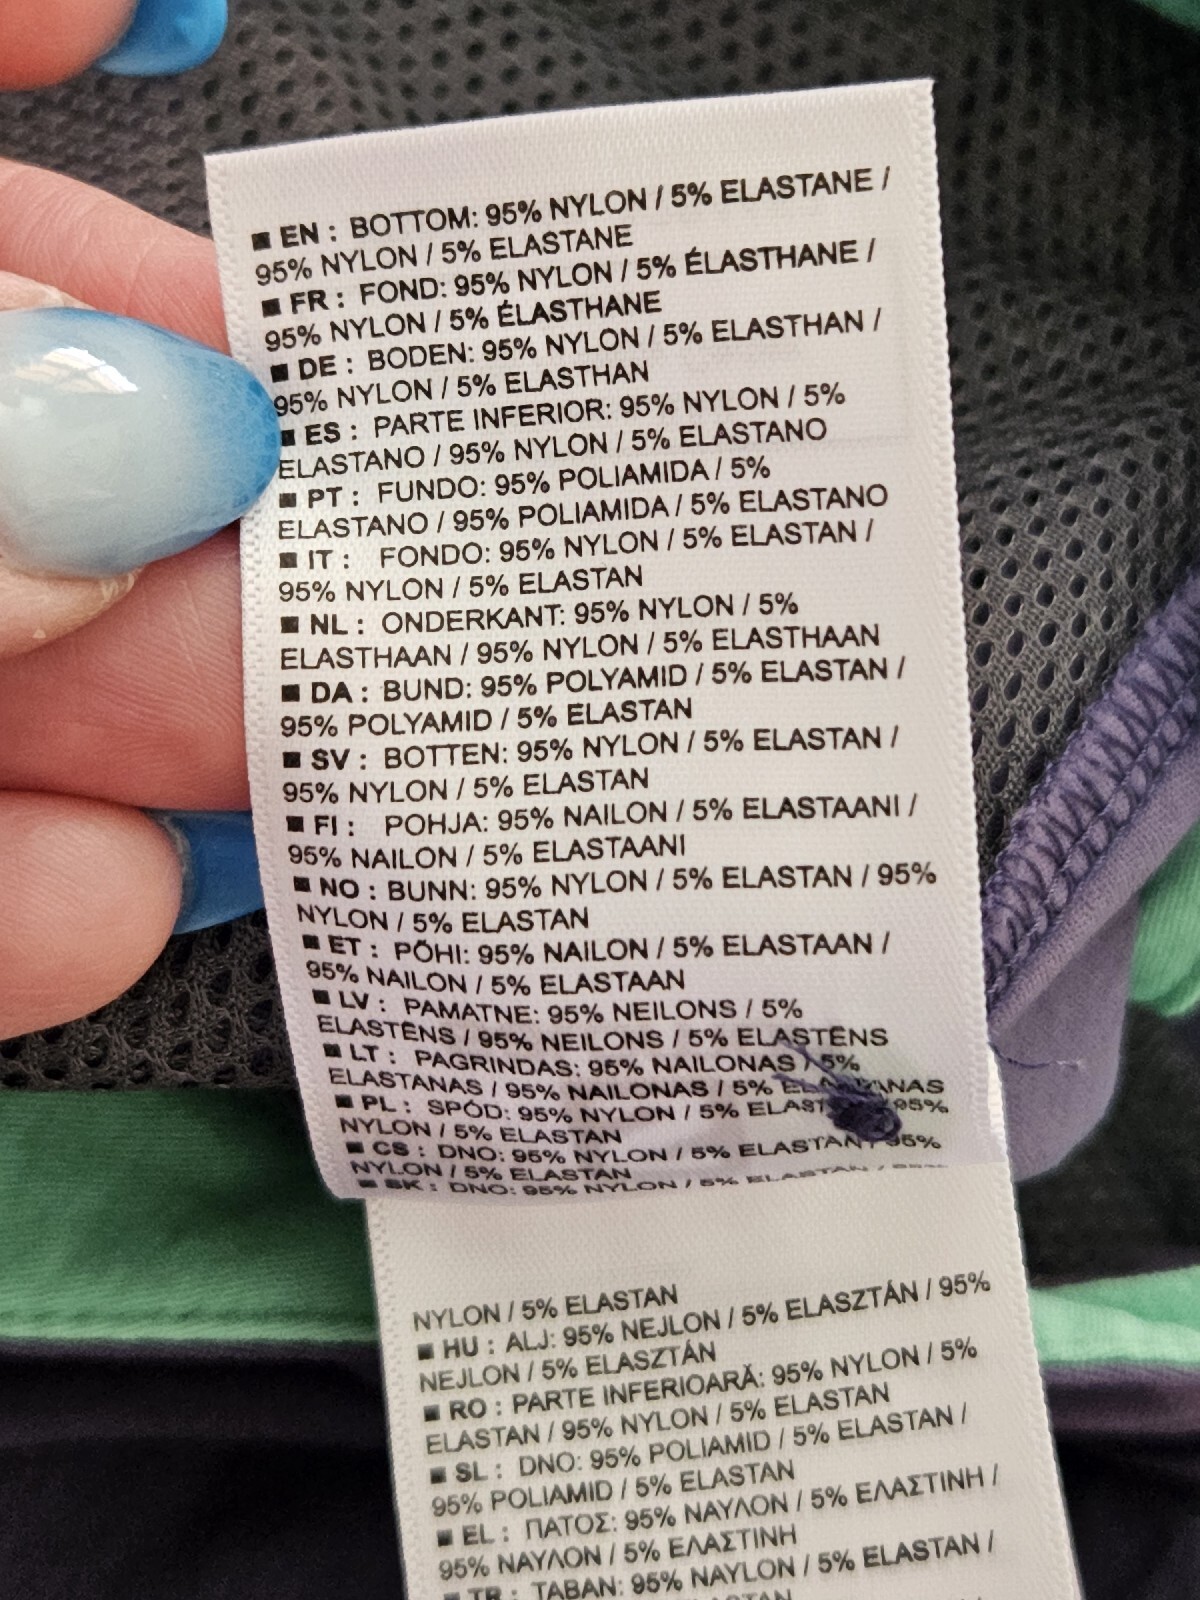 ■ EN : BOTTOM: 95% NYLON / 5% ELASTANE /
95% NYLON / 5% ELASTANE
■ FR : FOND: 95% NYLON / 5% ÉLASTHANE /
95% NYLON / 5% ÉLASTHANE
■ DE : BODEN: 95% NYLON / 5% ELASTHAN /
95% NYLON / 5% ELASTHAN
■ ES : PARTE INFERIOR: 95% NYLON / 5%
ELASTANO / 95% NYLON / 5% ELASTANO
■ PT : FUNDO: 95% POLIAMIDA / 5%
ELASTANO / 95% POLIAMIDA / 5% ELASTANO
■ IT : FONDO: 95% NYLON / 5% ELASTAN /
95% NYLON / 5% ELASTAN
■ NL : ONDERKANT: 95% NYLON / 5%
ELASTHAAN / 95% NYLON / 5% ELASTHAAN
■ DA : BUND: 95% POLYAMID / 5% ELASTAN /
95% POLYAMID / 5% ELASTAN
■ SV : BOTTEN: 95% NYLON / 5% ELASTAN /
95% NYLON / 5% ELASTAN
■ FI : POHJA: 95% NAILON / 5% ELASTAANI /
95% NAILON / 5% ELASTAANI
■ NO : BUNN: 95% NYLON / 5% ELASTAN / 95%
NYLON / 5% ELASTAN
■ ET : PÕHI: 95% NAILON / 5% ELASTAAN /
95% NAILON / 5% ELASTAAN
■ LV : PAMATNE: 95% NEILONS / 5%
ELASTĒNS / 95% NEILONS / 5% ELASTĒNS
■ LT : PAGRINDAS: 95% NAILONAS / 5%
ELASTANAS / 95% NAILONAS / 5%
■ PL : SPÓD: 95% NYLON / 5% 95%
NYLON / 5% ELASTAN
■ CS : DNO: 95% NYLON / 5% ELASTAN / 95%
NYLON / 5% ELASTAN
■ SK : DNO: 95% NYLON / 5% ELASTAN / 95%
NYLON / 5% ELASTAN
■ HU : ALJ: 95% NEJLON / 5% ELASZTÁN / 95%
NEJLON / 5% ELASZTÁN
■ RO : PARTE INFERIOARĂ: 95% NYLON / 5%
ELASTAN / 95% NYLON / 5% ELASTAN
■ SL : DNO: 95% POLIAMID / 5% ELASTAN /
95% POLIAMID / 5% ELASTAN
■ EL : ΠΑΤΟΣ: 95% ΝΑΥΛΟΝ / 5% ΕΛΑΣΤΙΝΗ /
95% ΝΑΥΛΟΝ / 5% ΕΛΑΣΤΙΝΗ
■ TR : TABAN: 95% NAYLON / 5% ELASTAN /